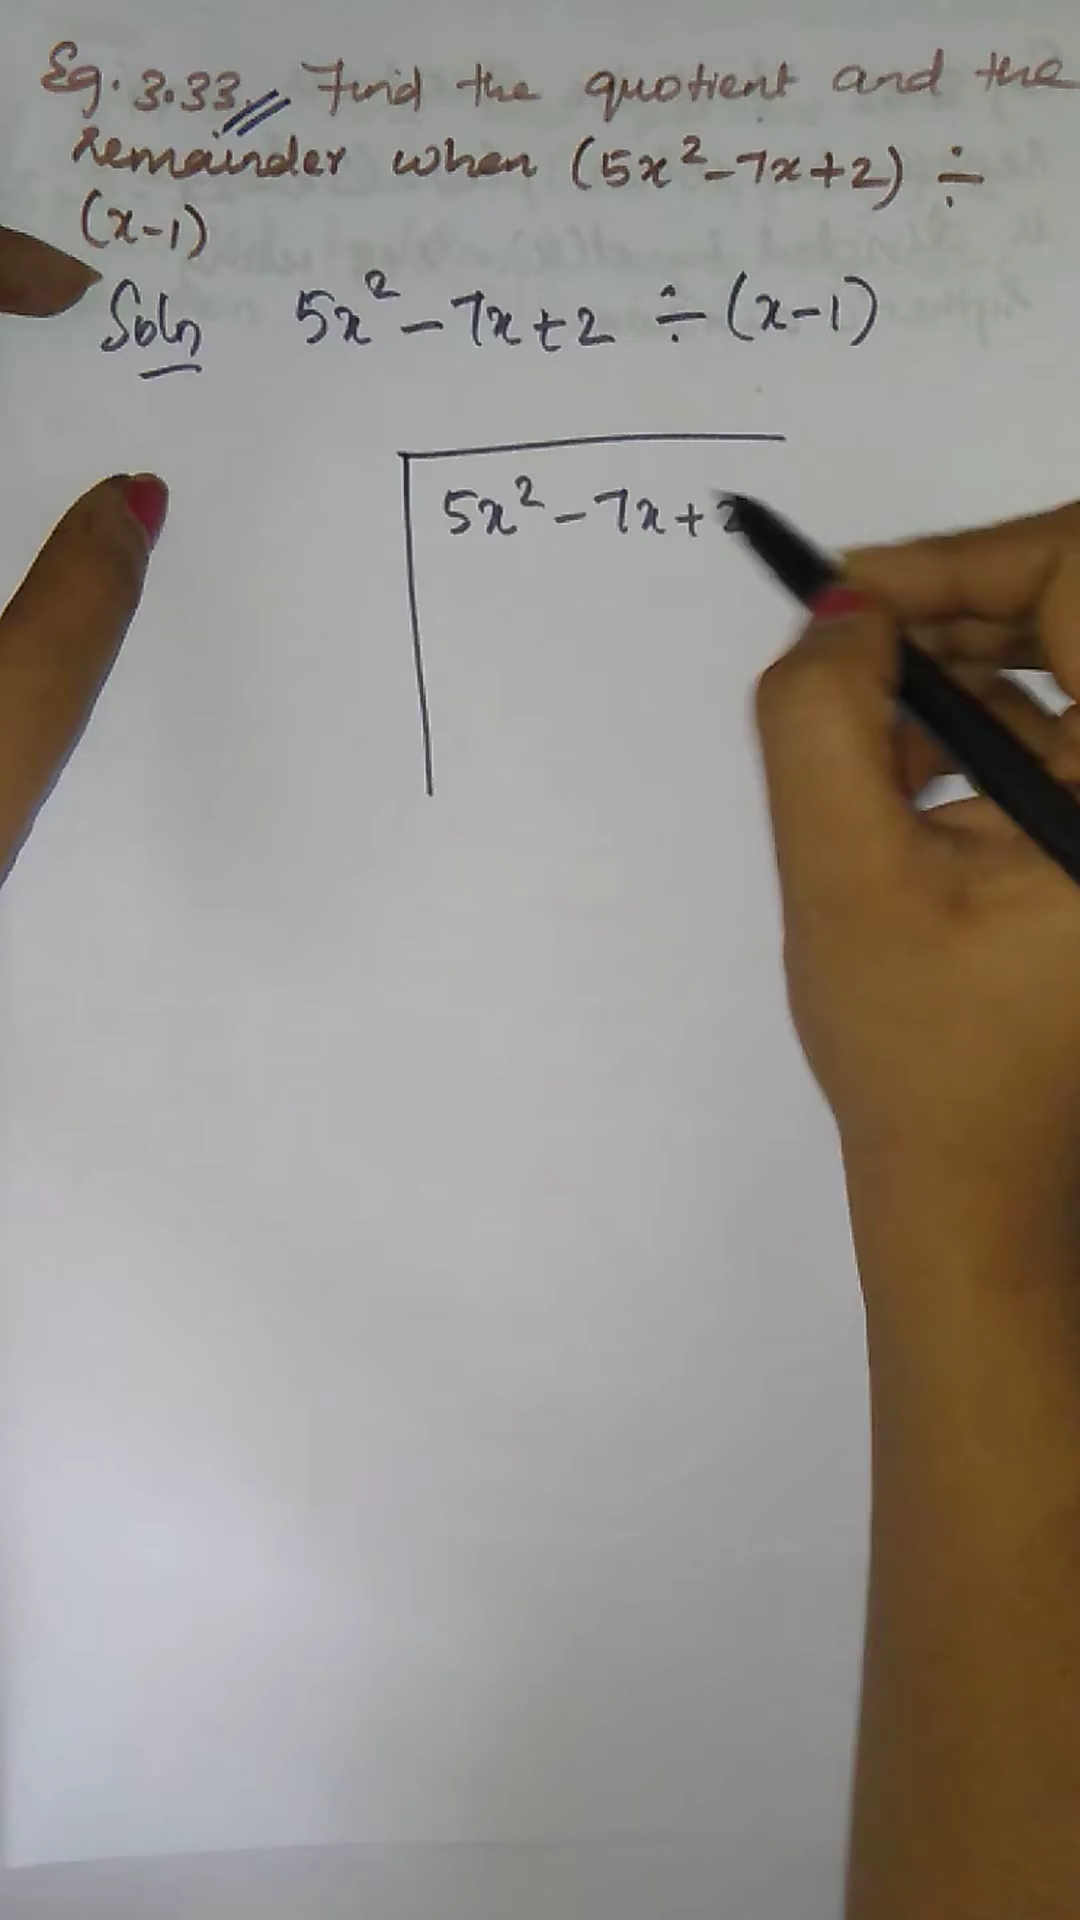 Eg. 3.33 Find the quotient and the
remainder when (5x²-7x+2) ÷
(x-1)
Soln 5x² - 7x + 2 ÷ (x-1)
5x² - 7x + 2